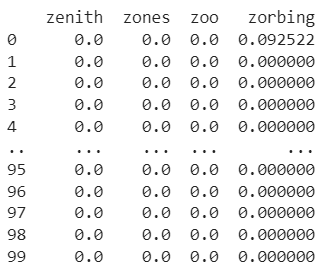 zenith zones zoo zorbing
0 0.0 0.0 0.0 0.092522
1 0.0 0.0 0.0 0.000000
2 0.0 0.0 0.0 0.000000
3 0.0 0.0 0.0 0.000000
4 0.0 0.0 0.0 0.000000
.. ... ... ... ...
95 0.0 0.0 0.0 0.000000
96 0.0 0.0 0.0 0.000000
97 0.0 0.0 0.0 0.000000
98 0.0 0.0 0.0 0.000000
99 0.0 0.0 0.0 0.000000